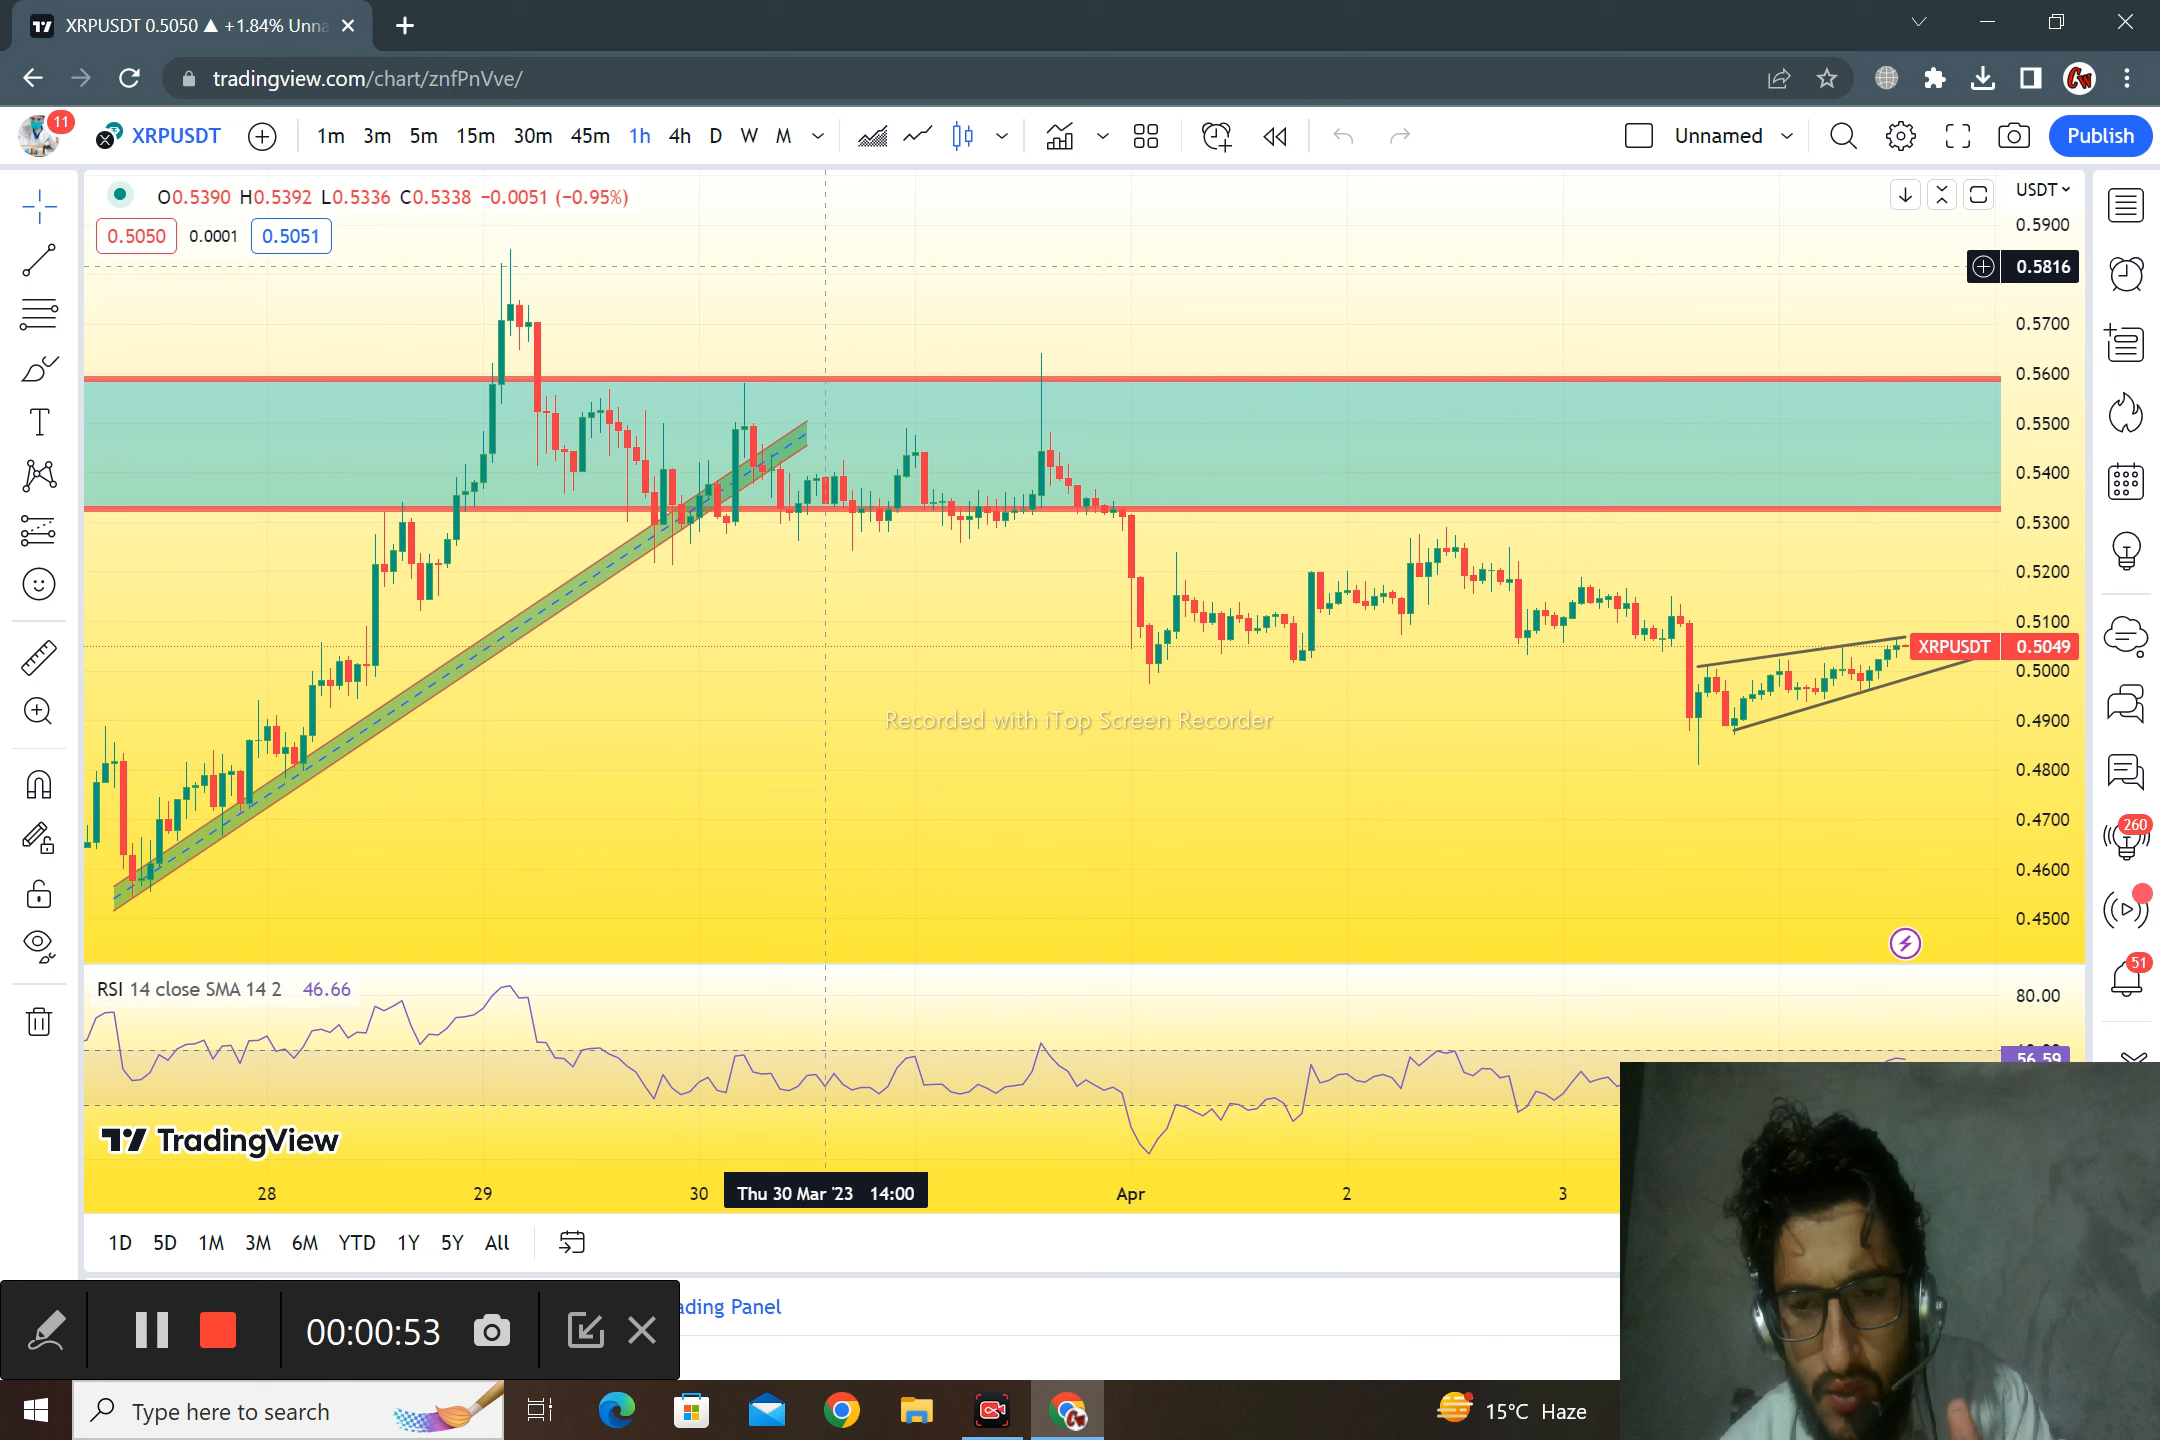 XRPUSDT 0.5050 ▲ +1.84% Unna
tradingview.com/chart/znfPnVve/
11
XRPUSDT 1m 3m 5m 15m 30m 45m 1h 4h D W M Unnamed Publish
O0.5390 H0.5392 L0.5336 C0.5338 −0.0051 (−0.95%)
USDT
0.5050 0.0001 0.5051
0.5900
0.5816
0.5700
0.5600
0.5500
0.5400
0.5300
0.5200
0.5100
XRPUSDT 0.5049
0.5000
Recorded with iTop Screen Recorder
0.4900
0.4800
0.4700
260
0.4600
0.4500
51
RSI 14 close SMA 14 2 46.66
80.00
56.59
TradingView
28 29 30 Thu 30 Mar '23 14:00 Apr 2 3
1D 5D 1M 3M 6M YTD 1Y 5Y All
ading Panel
00:00:53
Type here to search
15°C Haze